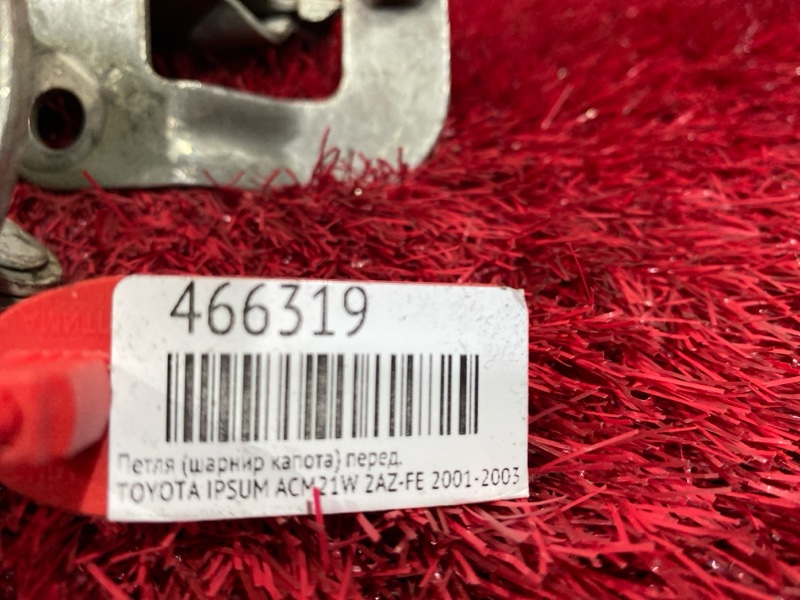 466319
Петля (шарнир капота) перед.
TOYOTA IPSUM ACM21W 2AZ-FE 2001-2003